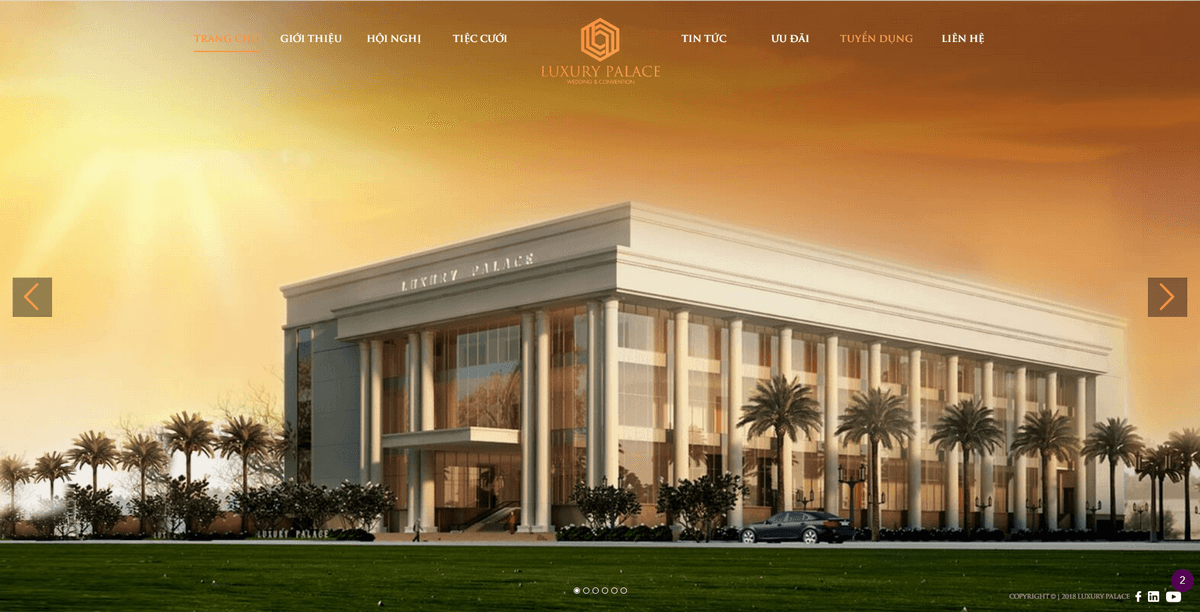 TRANG CHỦ
GIỚI THIỆU
HỘI NGHỊ
TIỆC CƯỚI
LUXURY PALACE
WEDDING & CONVENTION
TIN TỨC
ƯU ĐÃI
TUYỂN DỤNG
LIÊN HỆ
LUXURY PALACE
LUXURY PALACE
2
COPYRIGHT © | 2018 LUXURY PALACE